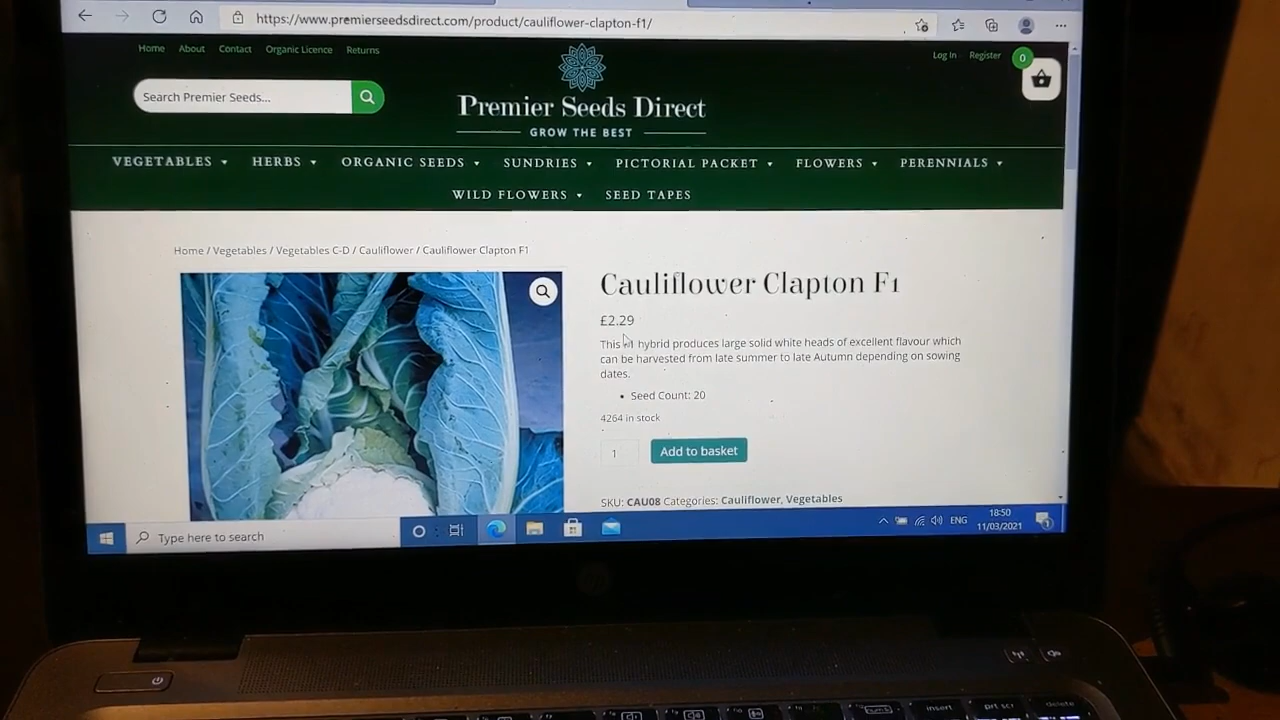 https://www.premierseedsdirect.com/product/cauliflower-clapton-f1/
Home About Contact Organic Licence Returns
Log In Register 0
Search Premier Seeds...
Premier Seeds Direct
GROW THE BEST
VEGETABLES HERBS ORGANIC SEEDS SUNDRIES PICTORIAL PACKET FLOWERS PERENNIALS
WILD FLOWERS SEED TAPES
Home / Vegetables / Vegetables C-D / Cauliflower / Cauliflower Clapton F1
Cauliflower Clapton F1
£2.29
This F1 hybrid produces large solid white heads of excellent flavour which
can be harvested from late summer to late Autumn depending on sowing
dates.
• Seed Count: 20
4264 in stock
1 Add to basket
SKU: CAU08 Categories: Cauliflower, Vegetables
Type here to search
ENG
18:50
11/03/2021
hp
insert prt scr delete